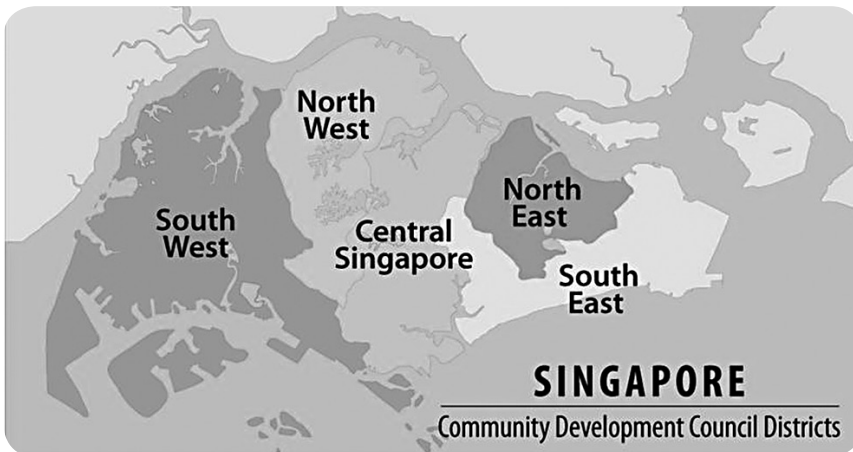 North
West
North
East
South
West
Central
Singapore
South
East
SINGAPORE
Community Development Council Districts